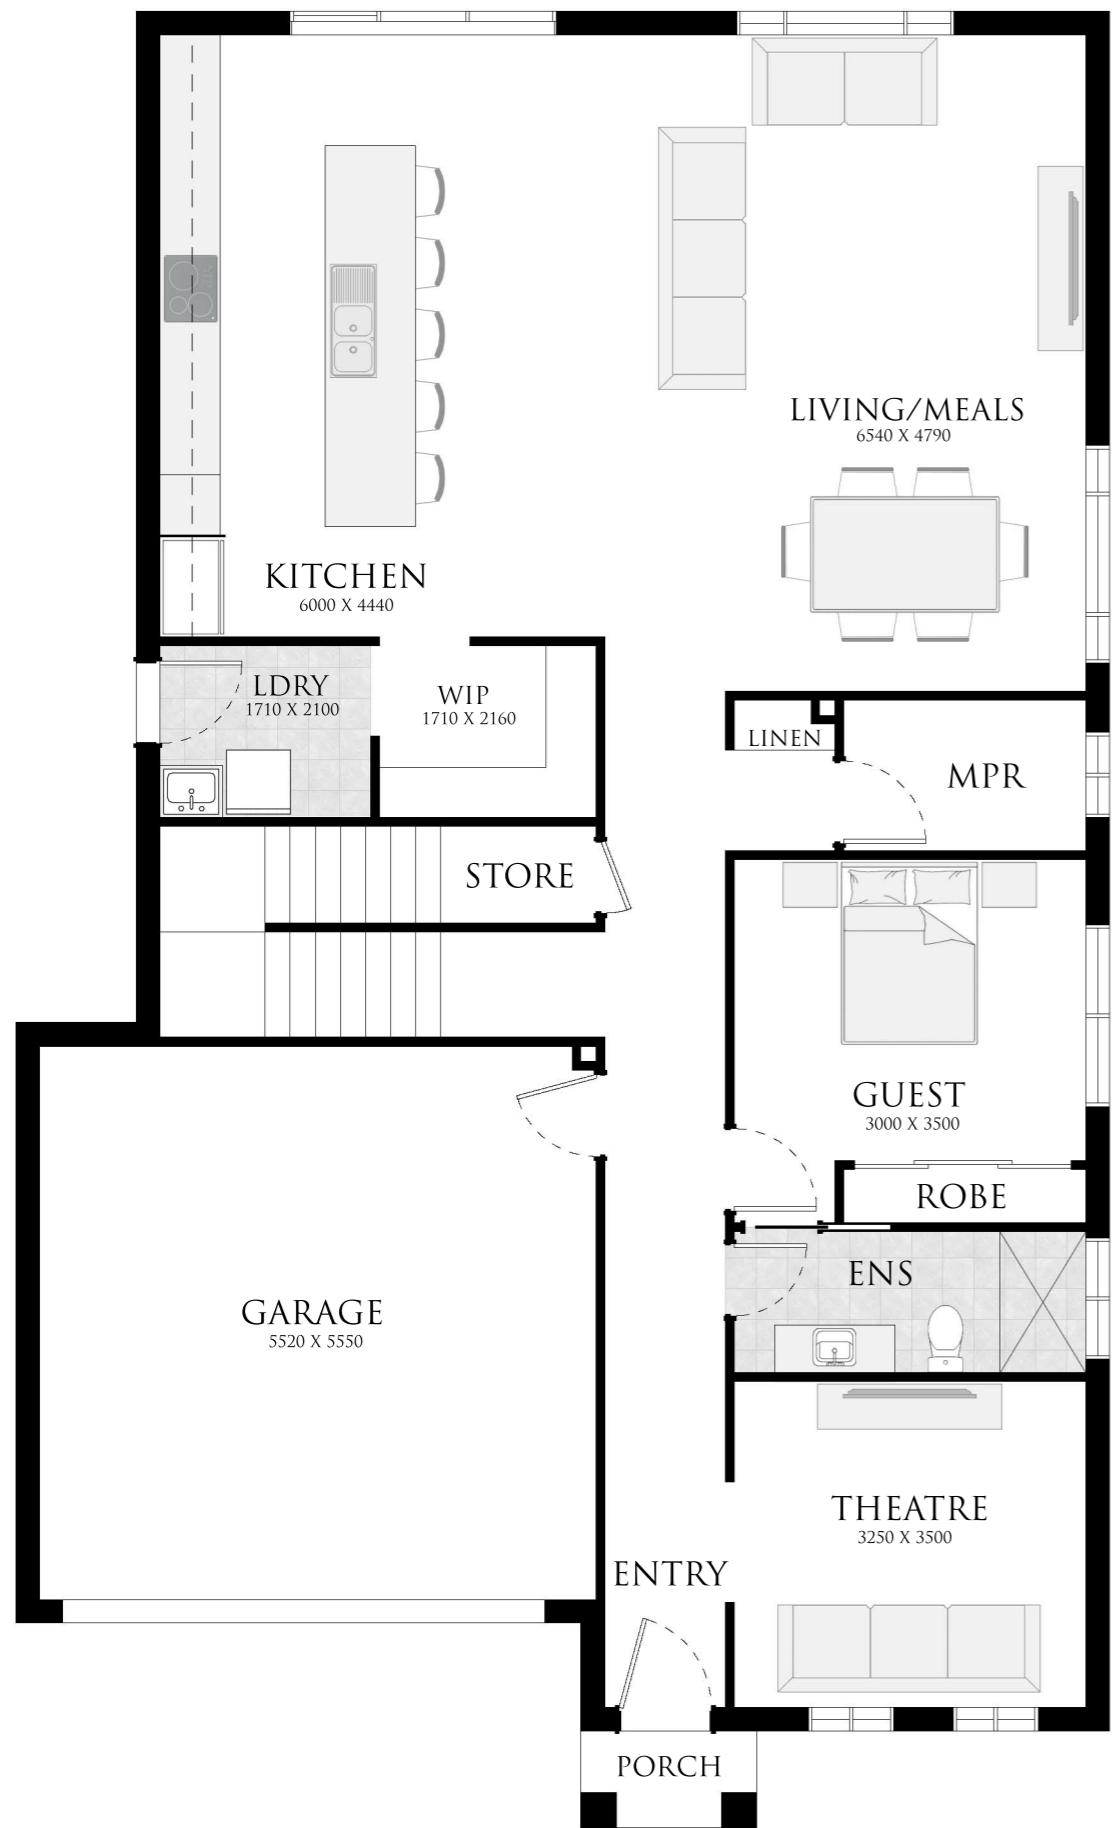 LIVING/MEALS
6540 X 4790
KITCHEN
6000 X 4440
LDRY
1710 X 2100
WIP
1710 X 2160
LINEN
MPR
STORE
GUEST
3000 X 3500
ROBE
ENS
GARAGE
5520 X 5550
THEATRE
3250 X 3500
ENTRY
PORCH